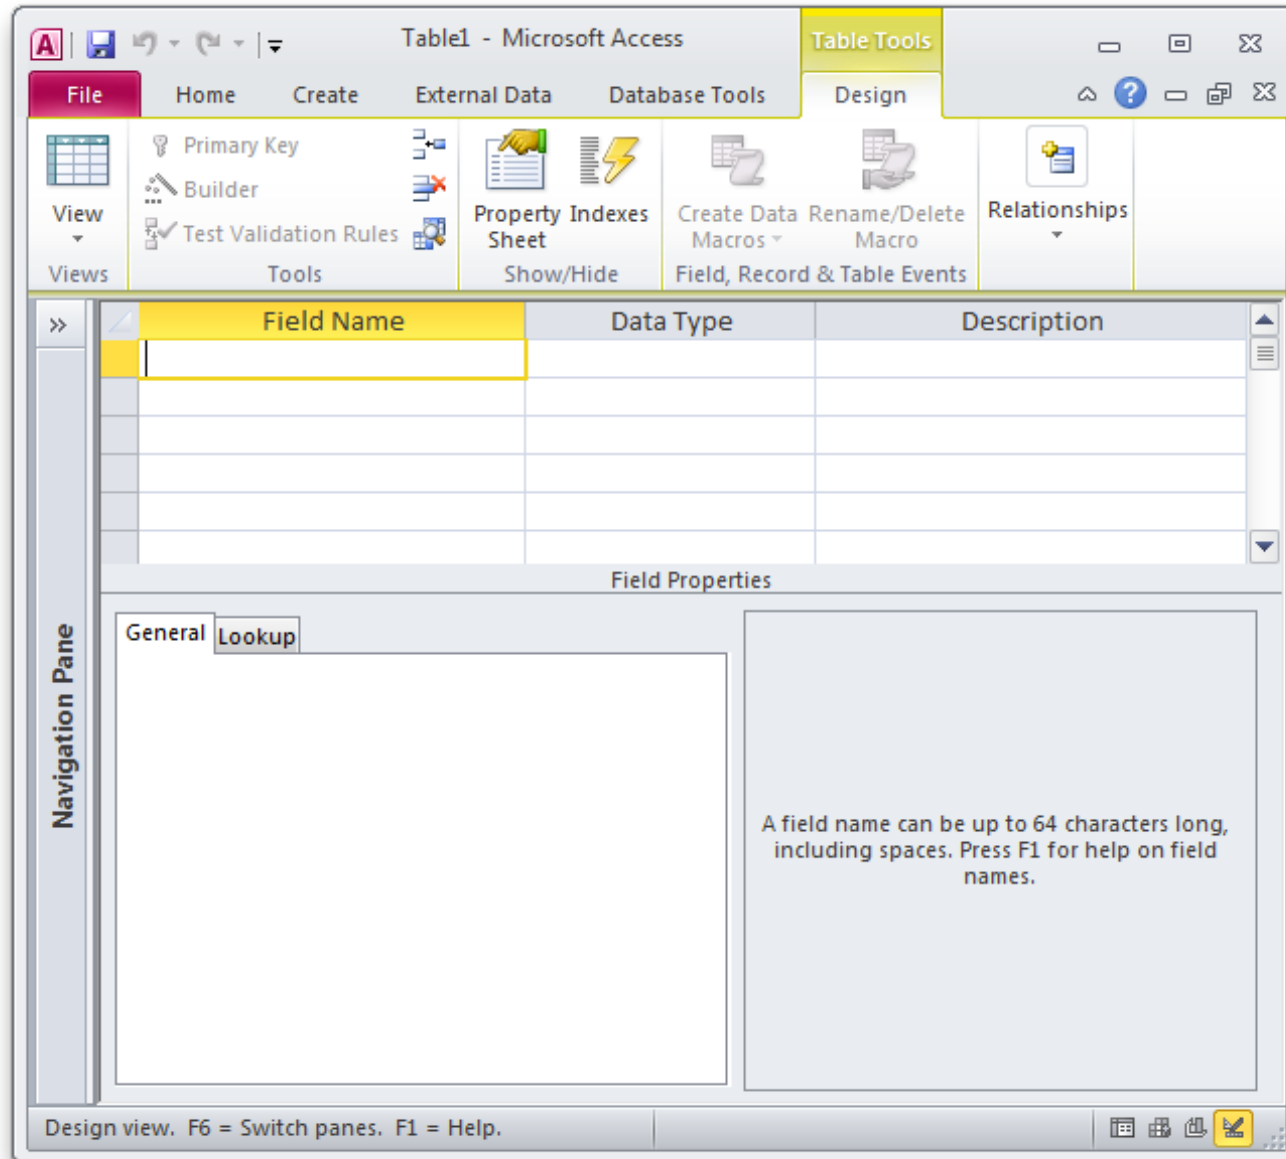 Table1 - Microsoft Access
Table Tools
File Home Create External Data Database Tools Design
View
Views
Primary Key
Builder
Test Validation Rules
Tools
Property Sheet
Indexes
Show/Hide
Create Data Macros
Rename/Delete Macro
Field, Record & Table Events
Relationships
Field Name Data Type Description
Navigation Pane
Field Properties
General Lookup
A field name can be up to 64 characters long,
including spaces. Press F1 for help on field
names.
Design view. F6 = Switch panes. F1 = Help.